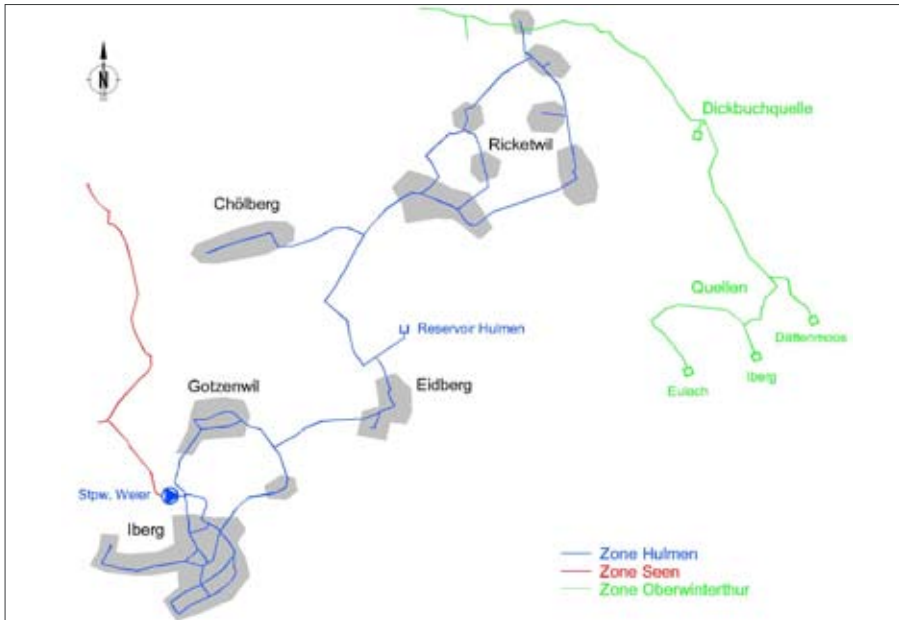 N
Dickbuchquelle
Ricketwil
Chölberg
Quellen
Reservoir Hulmen
Dättenmoos
Iberg
Eulach
Gotzenwil
Eidberg
Stpw. Weier
Iberg
Zone Hulmen
Zone Seen
Zone Oberwinterthur